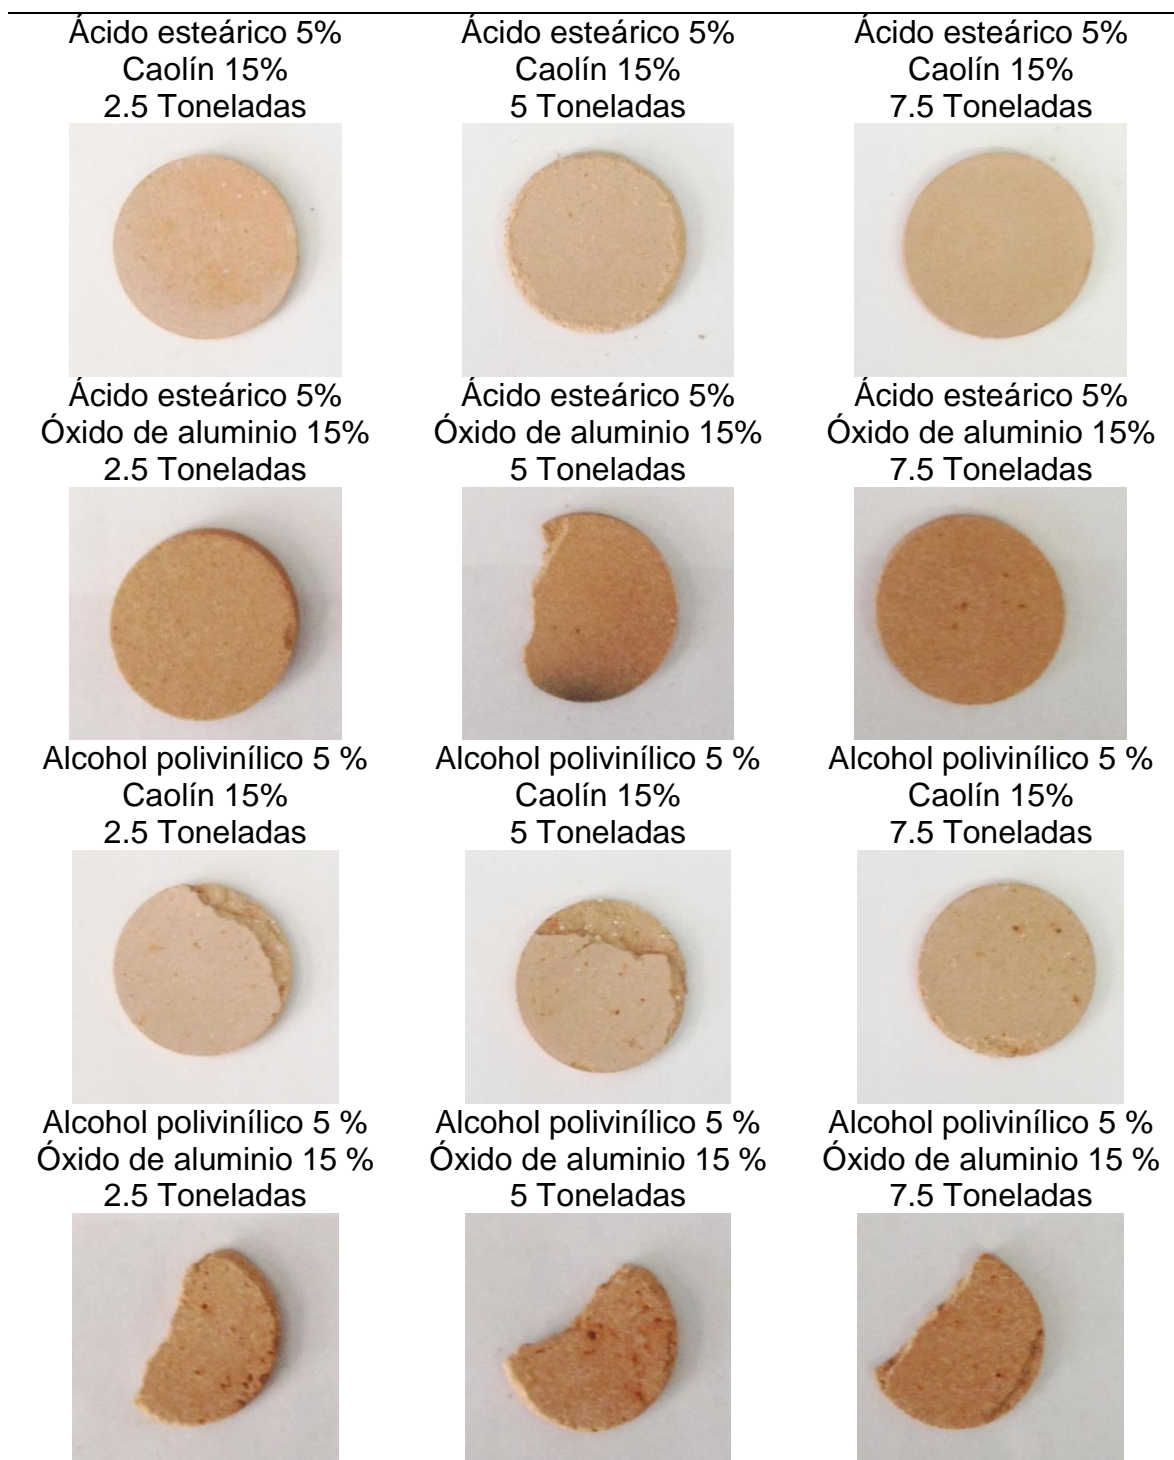 Ácido esteárico 5% Ácido esteárico 5% Ácido esteárico 5%
Caolín 15% Caolín 15% Caolín 15%
2.5 Toneladas 5 Toneladas 7.5 Toneladas
Ácido esteárico 5% Ácido esteárico 5% Ácido esteárico 5%
Óxido de aluminio 15% Óxido de aluminio 15% Óxido de aluminio 15%
2.5 Toneladas 5 Toneladas 7.5 Toneladas
Alcohol polivinílico 5 % Alcohol polivinílico 5 % Alcohol polivinílico 5 %
Caolín 15% Caolín 15% Caolín 15%
2.5 Toneladas 5 Toneladas 7.5 Toneladas
Alcohol polivinílico 5 % Alcohol polivinílico 5 % Alcohol polivinílico 5 %
Óxido de aluminio 15 % Óxido de aluminio 15 % Óxido de aluminio 15 %
2.5 Toneladas 5 Toneladas 7.5 Toneladas